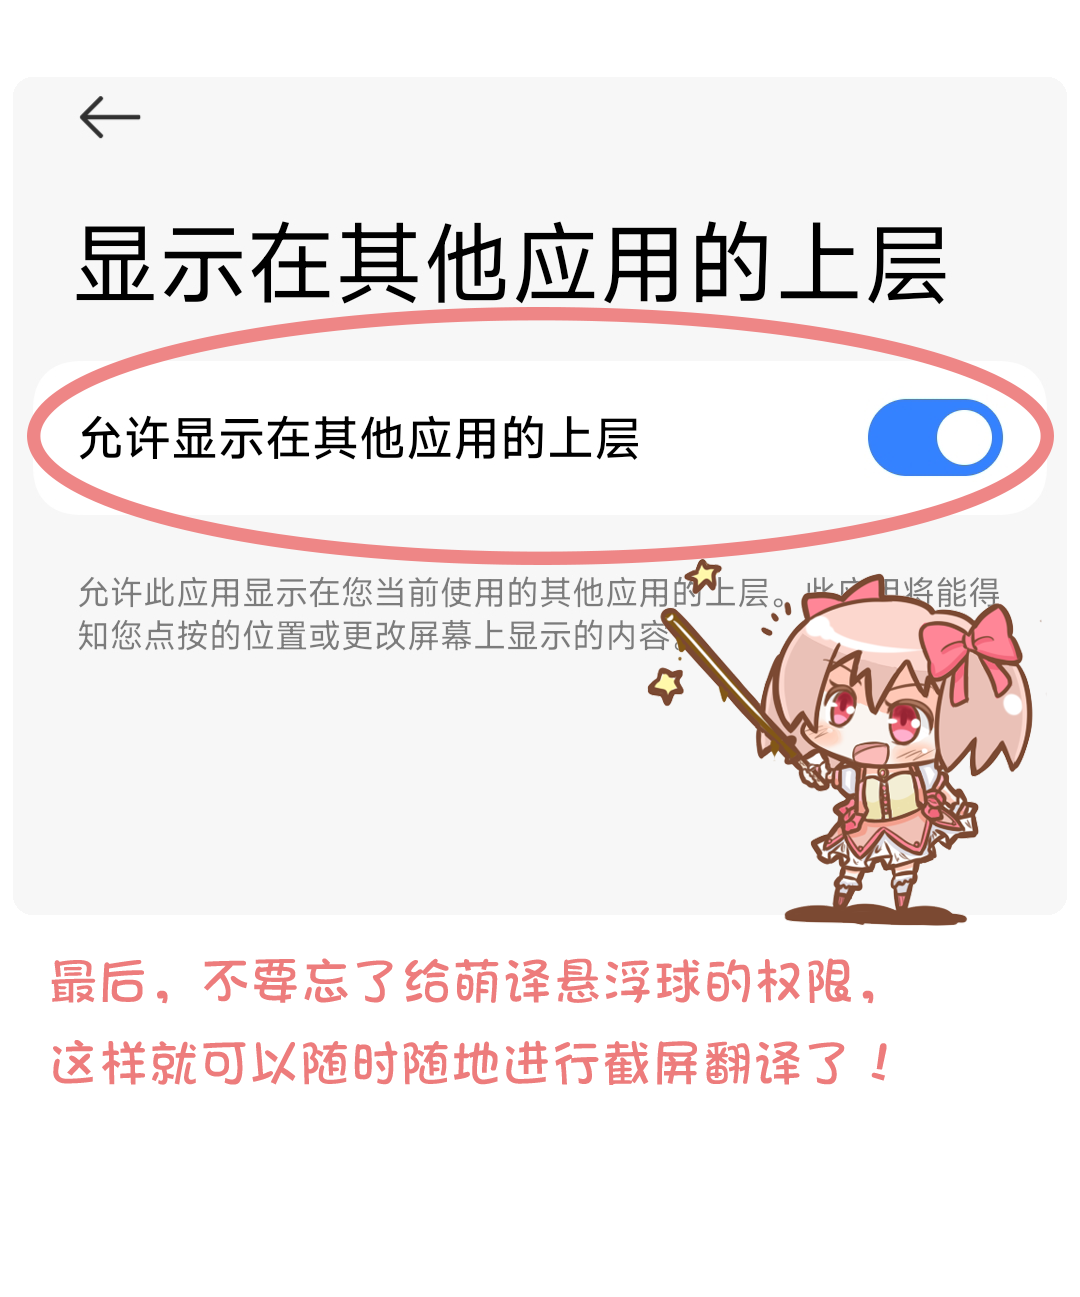 显示在其他应用的上层
允许显示在其他应用的上层
允许此应用显示在您当前使用的其他应用的上层。此应用将能得
知您点按的位置或更改屏幕上显示的内容。
最后，不要忘了给萌译悬浮球的权限，
这样就可以随时随地进行截屏翻译了！